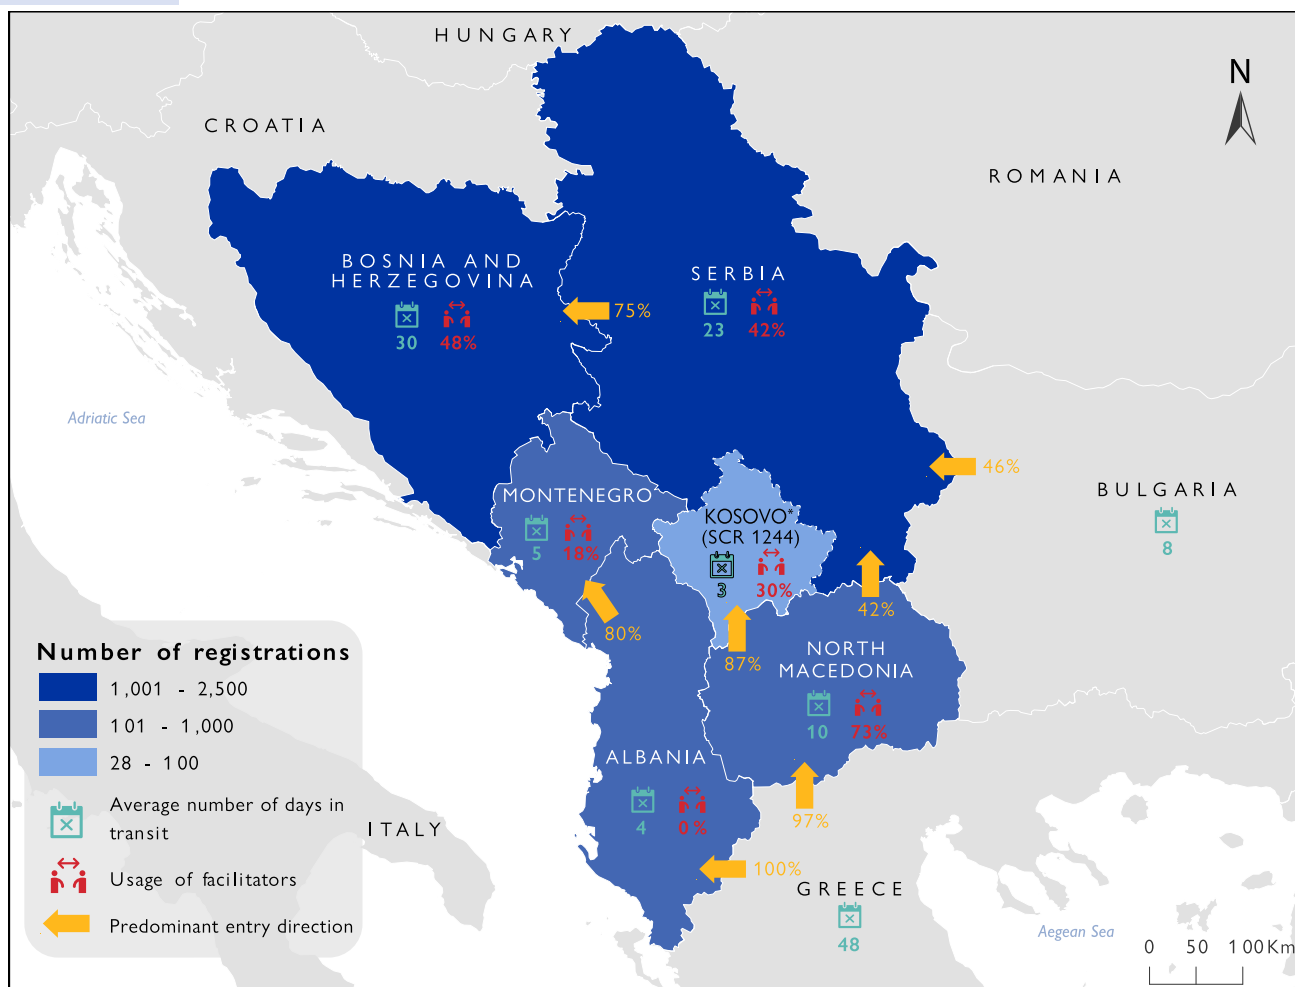 HUNGARY
CROATIA
N
ROMANIA
BOSNIA AND
HERZEGOVINA
30
48%
75%
SERBIA
23
42%
Adriatic Sea
46%
BULGARIA
8
MONTENEGRO²
5
18%
KOSOVO*
(SCR 1244)
3
30%
42%
80%
87%
NORTH
MACEDONIA
10
73%
97%
ALBANIA
4
0%
100%
GREECE
48
ITALY
Aegean Sea
0 50 100Km
Number of registrations
1,001 - 2,500
101 - 1,000
28 - 100
Average number of days in
transit
Usage of facilitators
Predominant entry direction